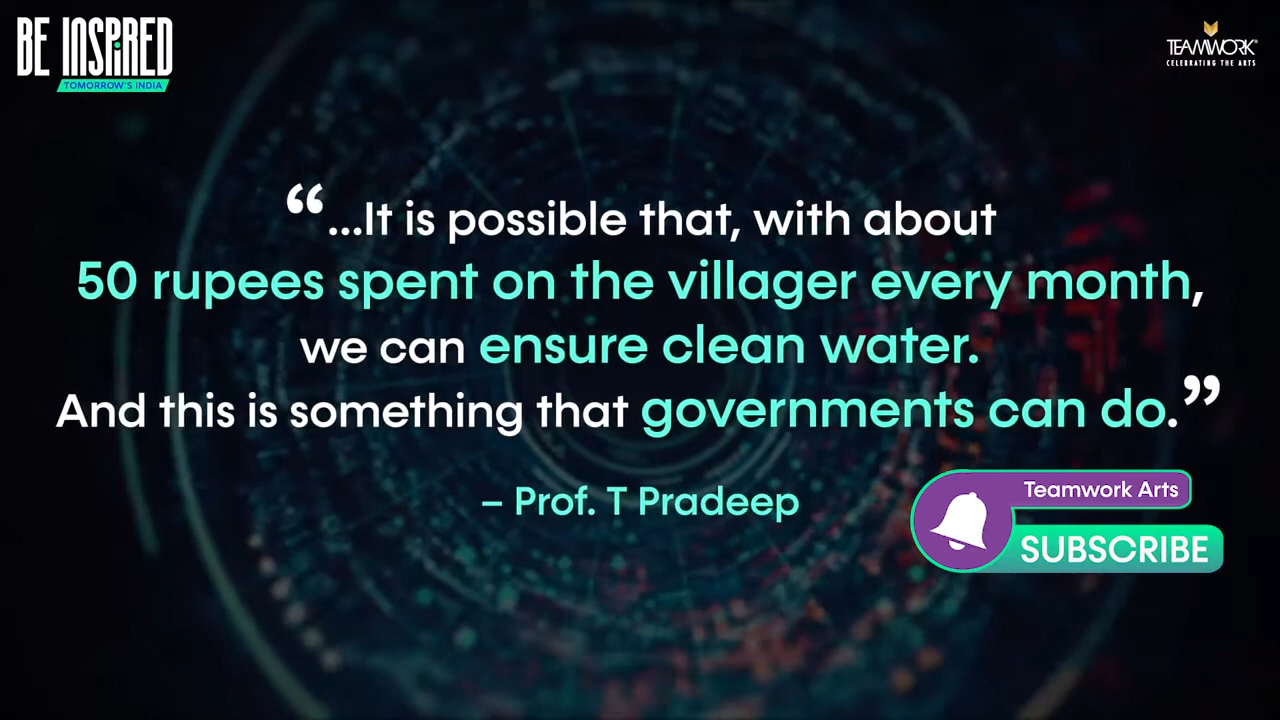 BE INSPIRED
TOMORROW'S INDIA
TEAMWORK®
CELEBRATING THE ARTS
“...It is possible that, with about
50 rupees spent on the villager every month,
we can ensure clean water.
And this is something that governments can do.”
– Prof. T Pradeep
Teamwork Arts
SUBSCRIBE